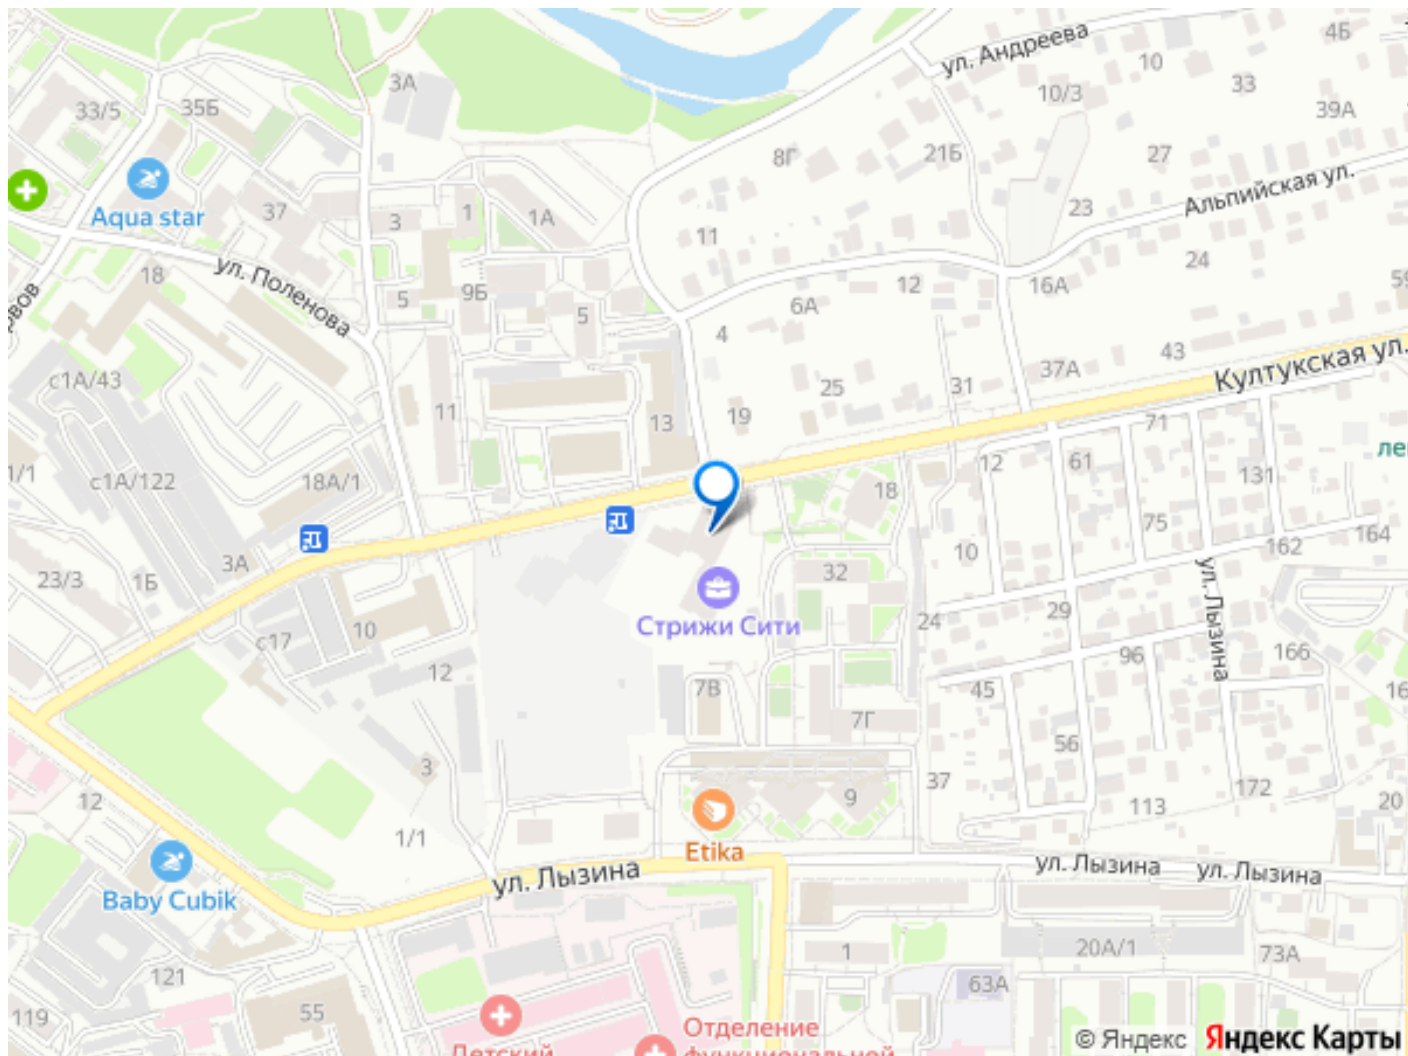 ул. Андреева
4Б
10
33
10/3
39А
3А
33/5
35Б
8Г
21Б
27
Альпийская ул.
Aqua star
37
3
1
1А
11
23
24
18
ул. Поленова
9Б
5
5
4
6А
12
16А
43
37А
Култукская ул.
с1А/43
11
13
19
25
31
71
1/1
с1А/122
18А/1
12
61
131
18
75
164
162
3А
23/3
1Б
10
32
ул. Лызина
с17
10
Стрижи Сити
24
29
12
7В
7Г
45
96
166
56
3
9
37
113
172
12
1/1
20
Etika
ул. Лызина
ул. Лызина
ул. Лызина
Baby Cubik
121
1
20А/1
73А
63А
119
55
Отделение
функциональной
Детский
© Яндекс Яндекс Карты